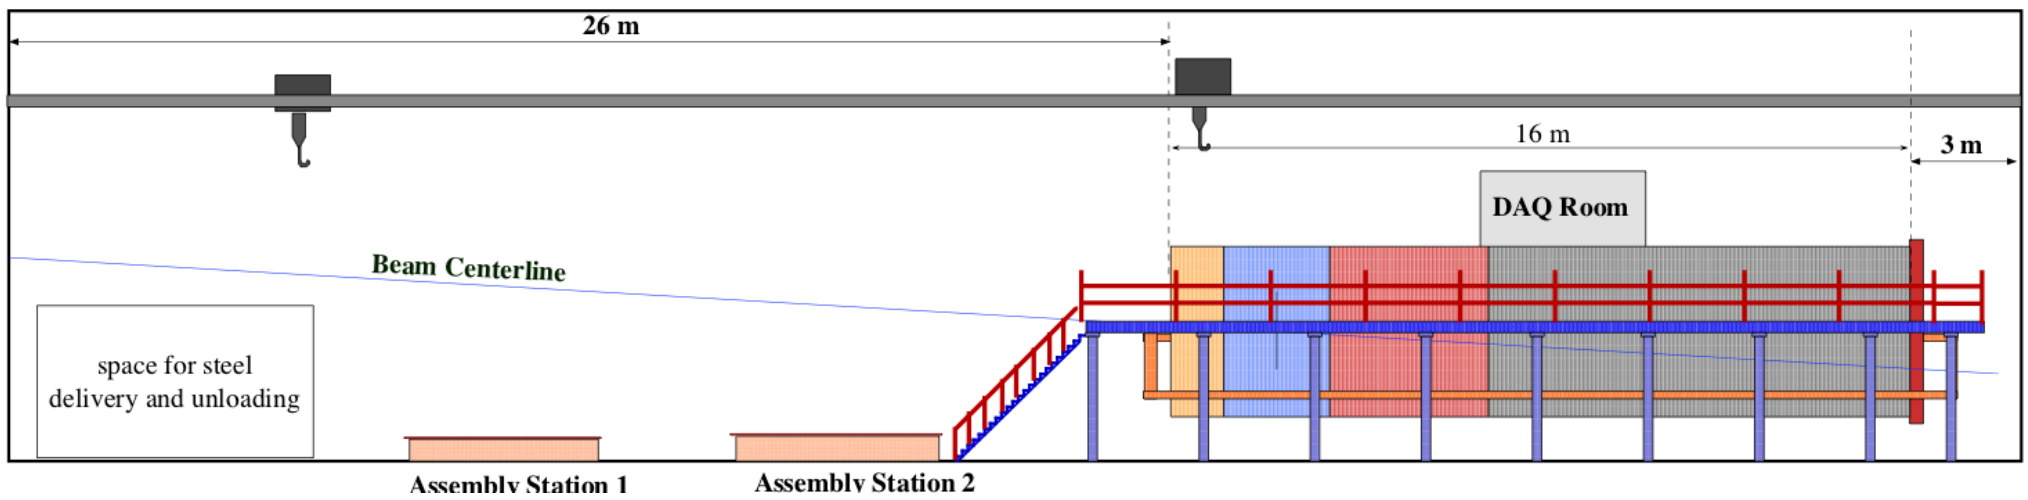 26 m
16 m
3 m
DAQ Room
Beam Centerline
space for steel
delivery and unloading
Assembly Station 1
Assembly Station 2